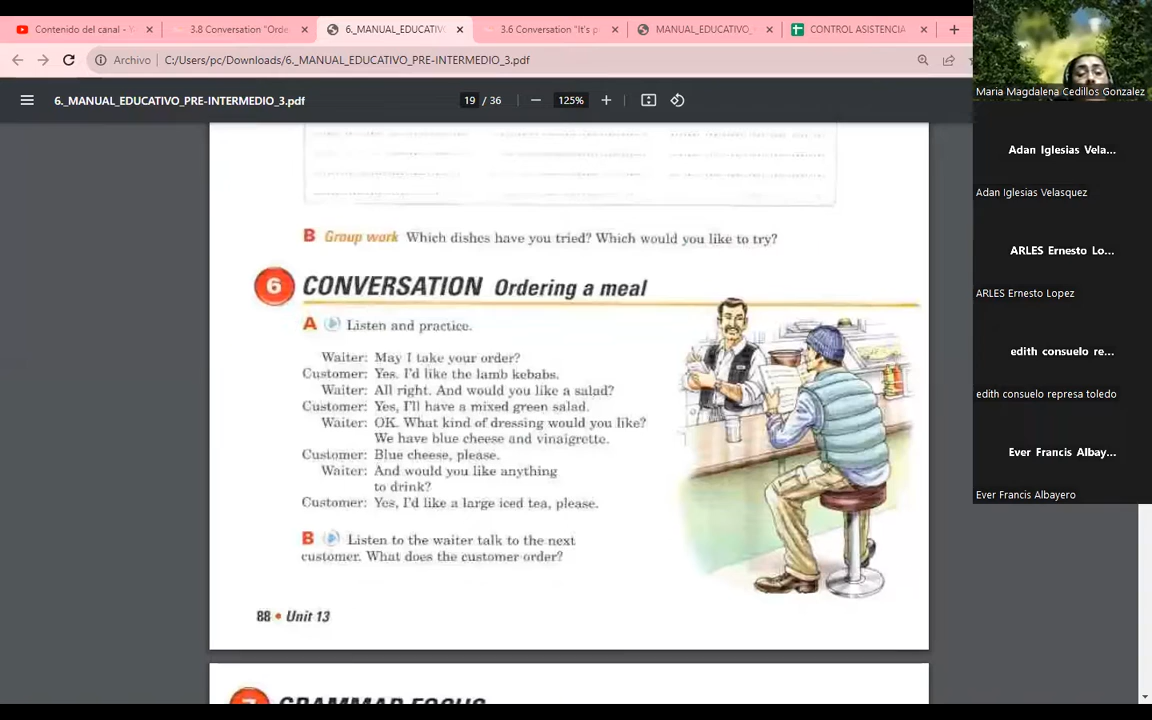 Contenido del canal - Y
3.8 Conversation "Orde
6._MANUAL_EDUCATIV
3.6 Conversation "It's p
MANUAL_EDUCATIVO_
CONTROL ASISTENCIA
Archivo
C:/Users/pc/Downloads/6._MANUAL_EDUCATIVO_PRE-INTERMEDIO_3.pdf
6._MANUAL_EDUCATIVO_PRE-INTERMEDIO_3.pdf
19 / 36
125%
B Group work Which dishes have you tried? Which would you like to try?
6 CONVERSATION Ordering a meal
A Listen and practice.
Waiter: May I take your order?
Customer: Yes. I'd like the lamb kebabs.
Waiter: All right. And would you like a salad?
Customer: Yes, I'll have a mixed green salad.
Waiter: OK. What kind of dressing would you like?
We have blue cheese and vinaigrette.
Customer: Blue cheese, please.
Waiter: And would you like anything
to drink?
Customer: Yes, I'd like a large iced tea, please.
B Listen to the waiter talk to the next
customer. What does the customer order?
88 • Unit 13
7 GRAMMAR FOCUS
Maria Magdalena Cedillos Gonzalez
Adan Iglesias Vela...
Adan Iglesias Velasquez
ARLES Ernesto Lo...
ARLES Ernesto Lopez
edith consuelo re...
edith consuelo represa toledo
Ever Francis Albay...
Ever Francis Albayero